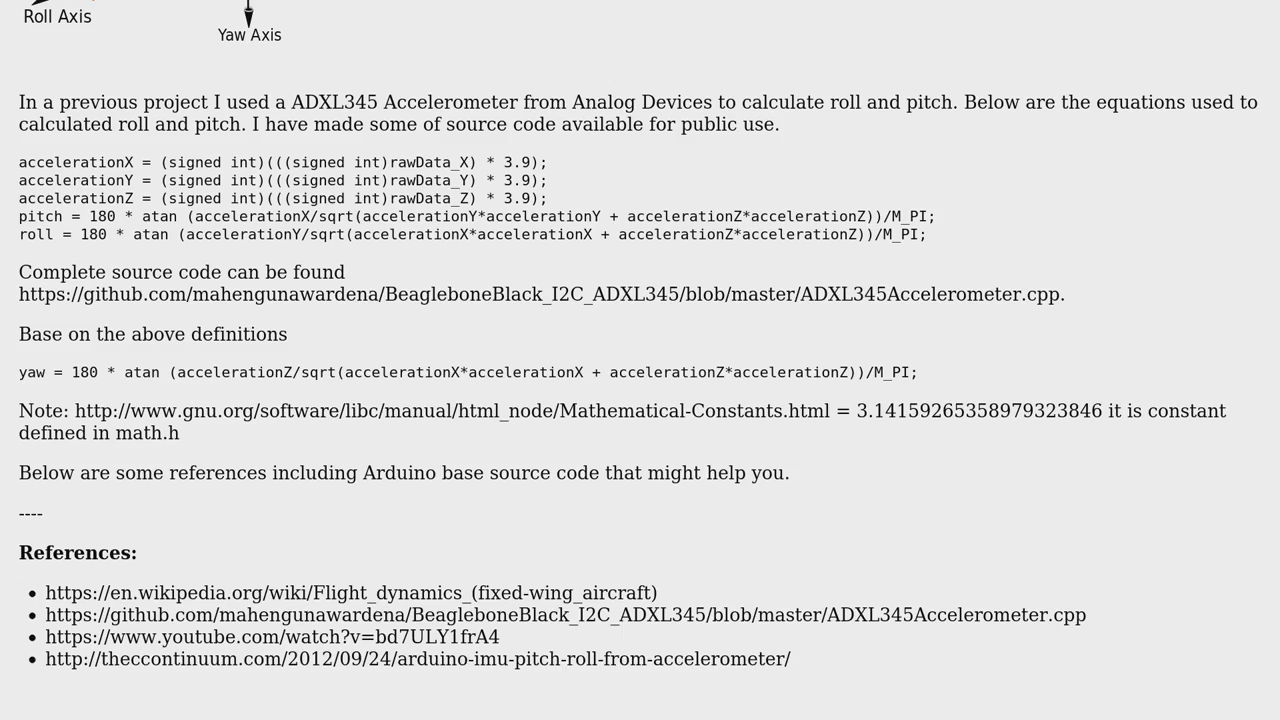 Roll Axis
Yaw Axis
In a previous project I used a ADXL345 Accelerometer from Analog Devices to calculate roll and pitch. Below are the equations used to
calculated roll and pitch. I have made some of source code available for public use.
accelerationX = (signed int)(((signed int)rawData_X) * 3.9);
accelerationY = (signed int)(((signed int)rawData_Y) * 3.9);
accelerationZ = (signed int)(((signed int)rawData_Z) * 3.9);
pitch = 180 * atan (accelerationX/sqrt(accelerationY*accelerationY + accelerationZ*accelerationZ))/M_PI;
roll = 180 * atan (accelerationY/sqrt(accelerationX*accelerationX + accelerationZ*accelerationZ))/M_PI;
Complete source code can be found
https://github.com/mahengunawardena/BeagleboneBlack_I2C_ADXL345/blob/master/ADXL345Accelerometer.cpp.
Base on the above definitions
yaw = 180 * atan (accelerationZ/sqrt(accelerationX*accelerationX + accelerationZ*accelerationZ))/M_PI;
Note: http://www.gnu.org/software/libc/manual/html_node/Mathematical-Constants.html = 3.14159265358979323846 it is constant
defined in math.h
Below are some references including Arduino base source code that might help you.
----
References:
• https://en.wikipedia.org/wiki/Flight_dynamics_(fixed-wing_aircraft)
• https://github.com/mahengunawardena/BeagleboneBlack_I2C_ADXL345/blob/master/ADXL345Accelerometer.cpp
• https://www.youtube.com/watch?v=bd7ULY1frA4
• http://theccontinuum.com/2012/09/24/arduino-imu-pitch-roll-from-accelerometer/